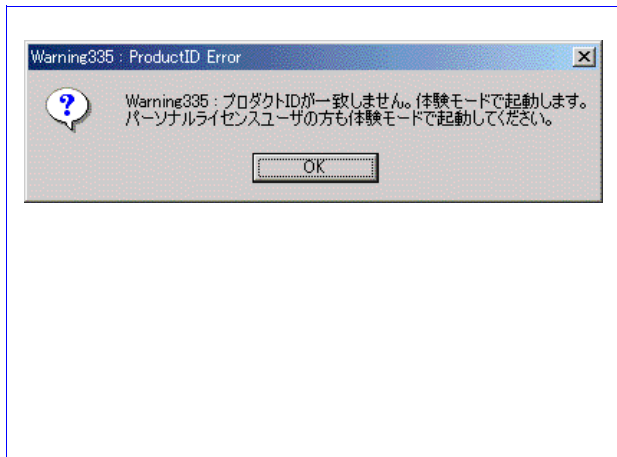 Warning335 : ProductID Error
Warning335 : プロダクトIDが一致しません。体験モードで起動します。
パーソナルライセンスユーザの方も体験モードで起動してください。
OK